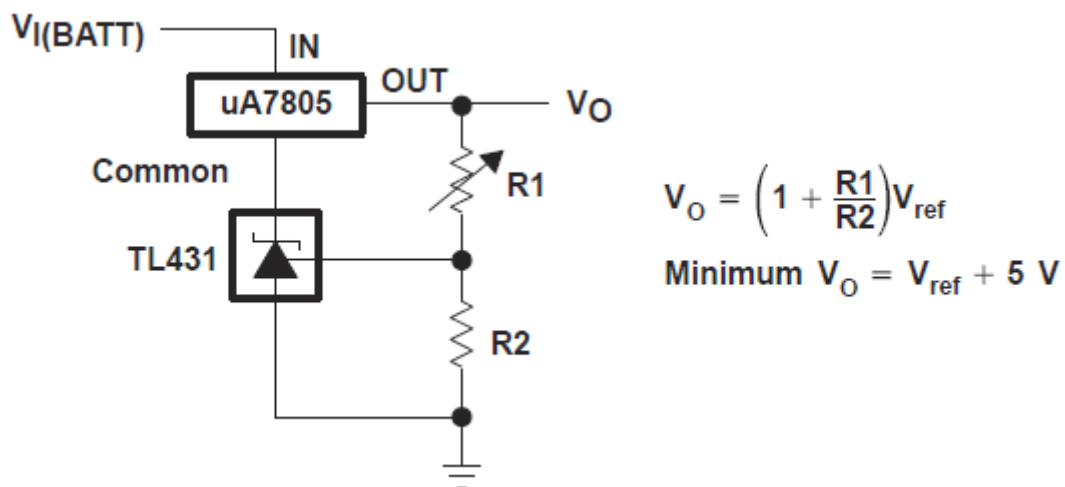 VI(BATT)
IN
uA7805
OUT
VO
Common
R1
TL431
R2
VO = (1 + R1/R2)Vref
Minimum VO = Vref + 5 V